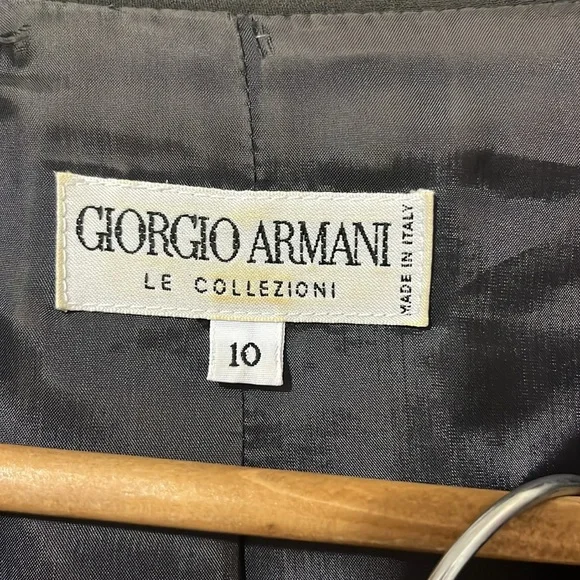 GIORGIO ARMANI
LE COLLEZIONI
MADE IN ITALY
10